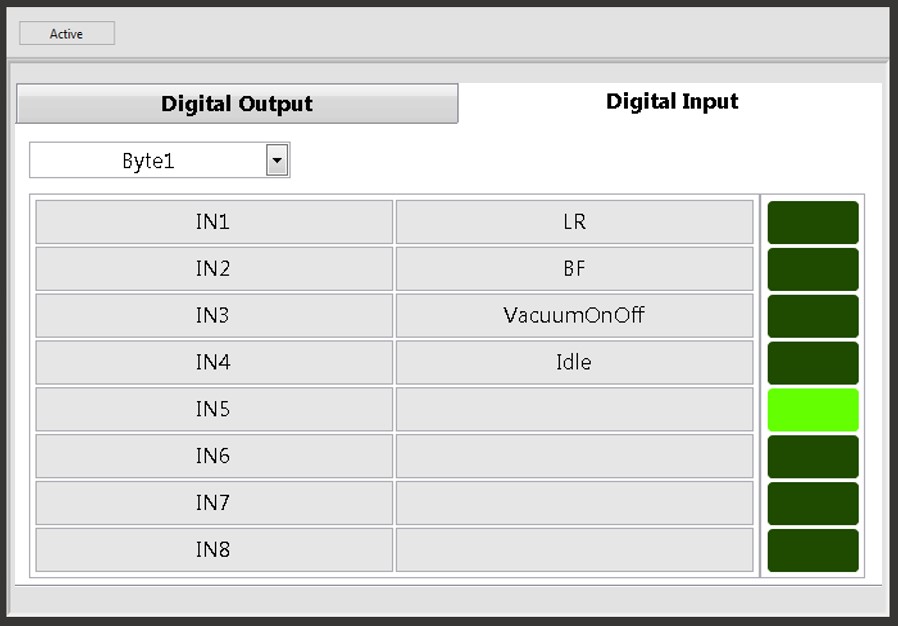 Active
Digital Output Digital Input
Byte1
IN1 LR
IN2 BF
IN3 VacuumOnOff
IN4 Idle
IN5
IN6
IN7
IN8